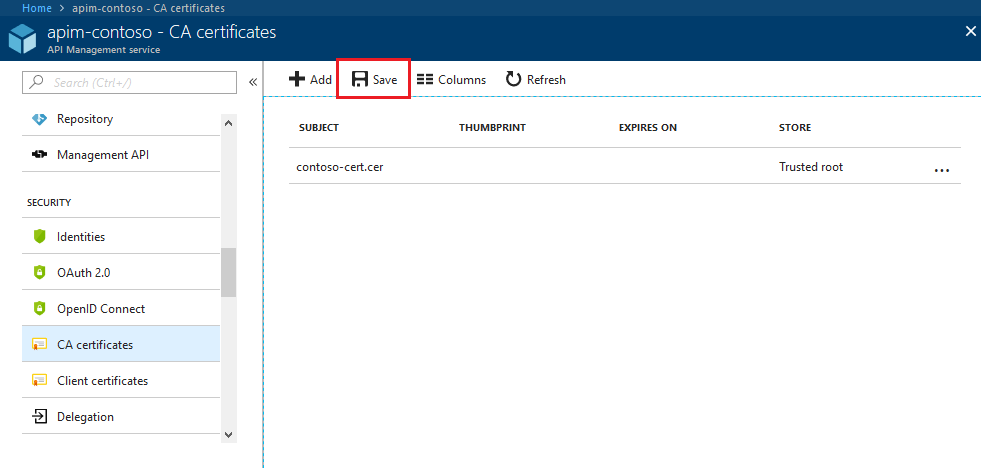 Home > apim-contoso - CA certificates
apim-contoso - CA certificates
API Management service
Search (Ctrl+/)
Repository
Management API
SECURITY
Identities
OAuth 2.0
OpenID Connect
CA certificates
Client certificates
Delegation
Add Save Columns Refresh
SUBJECT THUMBPRINT EXPIRES ON STORE
contoso-cert.cer Trusted root ...